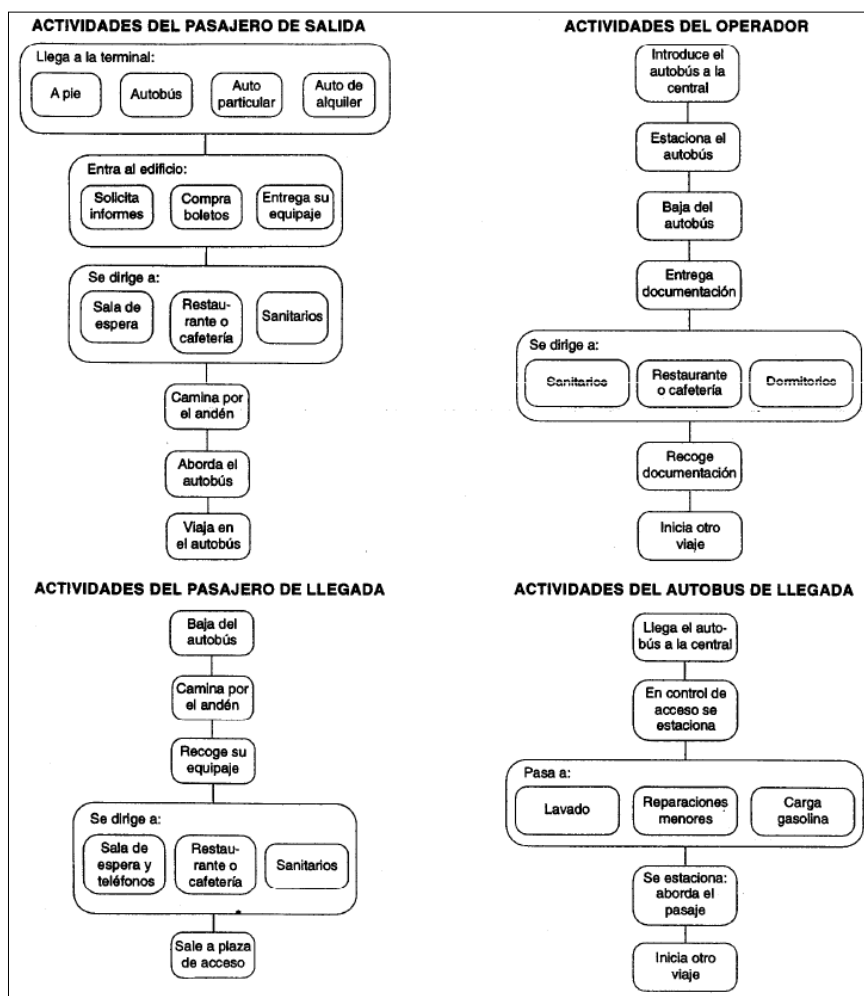 ACTIVIDADES DEL PASAJERO DE SALIDA
Llega a la terminal:
A pie
Autobús
Auto
particular
Auto de
alquiler
Entra al edificio:
Solicita
informes
Compra
boletos
Entrega su
equipaje
Se dirige a:
Sala de
espera
Restau-
rante o
cafetería
Sanitarios
Camina por
el andén
Aborda el
autobús
Viaja en
el autobús
ACTIVIDADES DEL OPERADOR
Introduce el
autobús a la
central
Estaciona el
autobús
Baja del
autobús
Entrega
documentación
Se dirige a:
Sanitarios
Restaurante
o cafetería
Dormitorios
Recoge
documentación
Inicia otro
viaje
ACTIVIDADES DEL PASAJERO DE LLEGADA
Baja del
autobús
Camina por
el andén
Recoge su
equipaje
Se dirige a:
Sala de
espera y
teléfonos
Restau-
rante o
cafetería
Sanitarios
Sale a plaza
de acceso
ACTIVIDADES DEL AUTOBUS DE LLEGADA
Llega el auto-
bús a la central
En control de
acceso se
estaciona
Pasa a:
Lavado
Reparaciones
menores
Carga
gasolina
Se estaciona:
aborda el
pasaje
Inicia otro
viaje